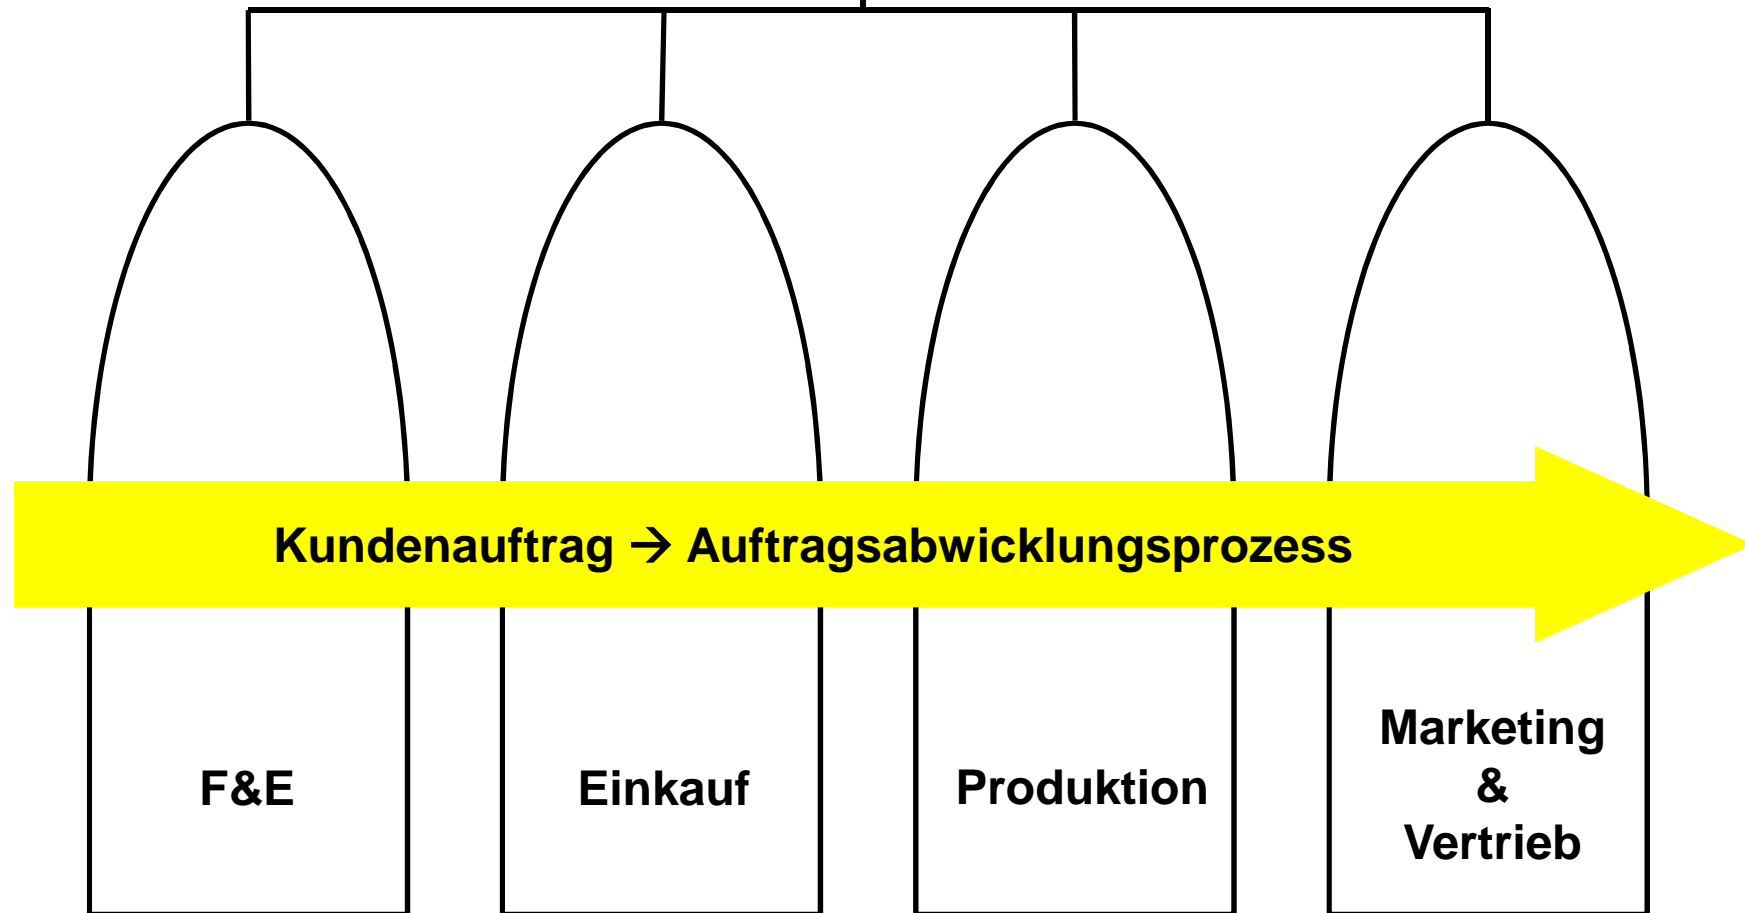 Kundenauftrag → Auftragsabwicklungsprozess
F&E
Einkauf
Produktion
Marketing
&
Vertrieb